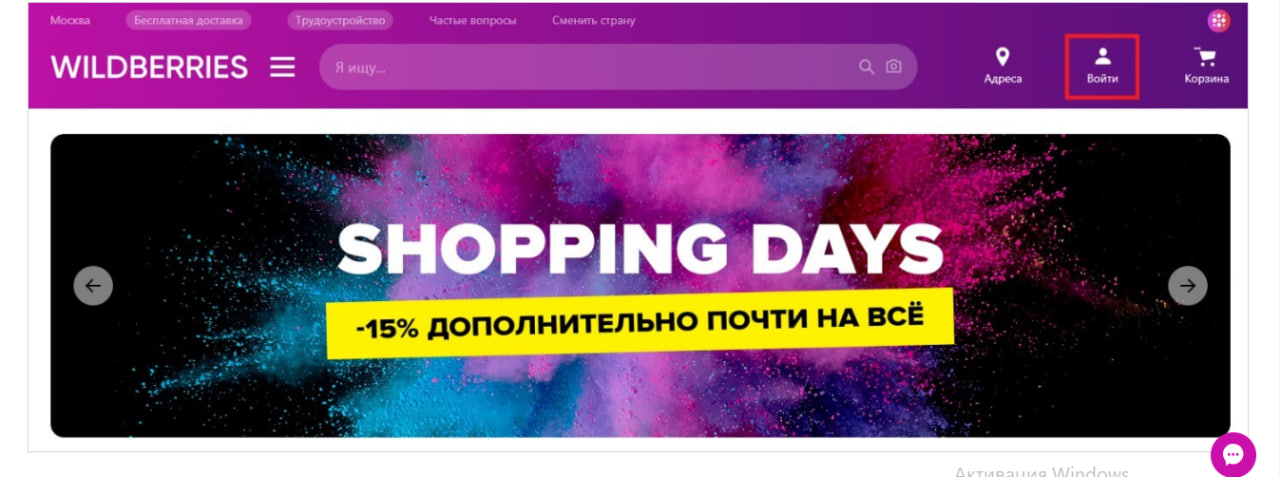 Москва Бесплатная доставка Трудоустройство Частые вопросы Сменить страну
WILDBERRIES Я ищу... Адреса Войти Корзина
SHOPPING DAYS
-15% ДОПОЛНИТЕЛЬНО ПОЧТИ НА ВСЁ
Активация Windows